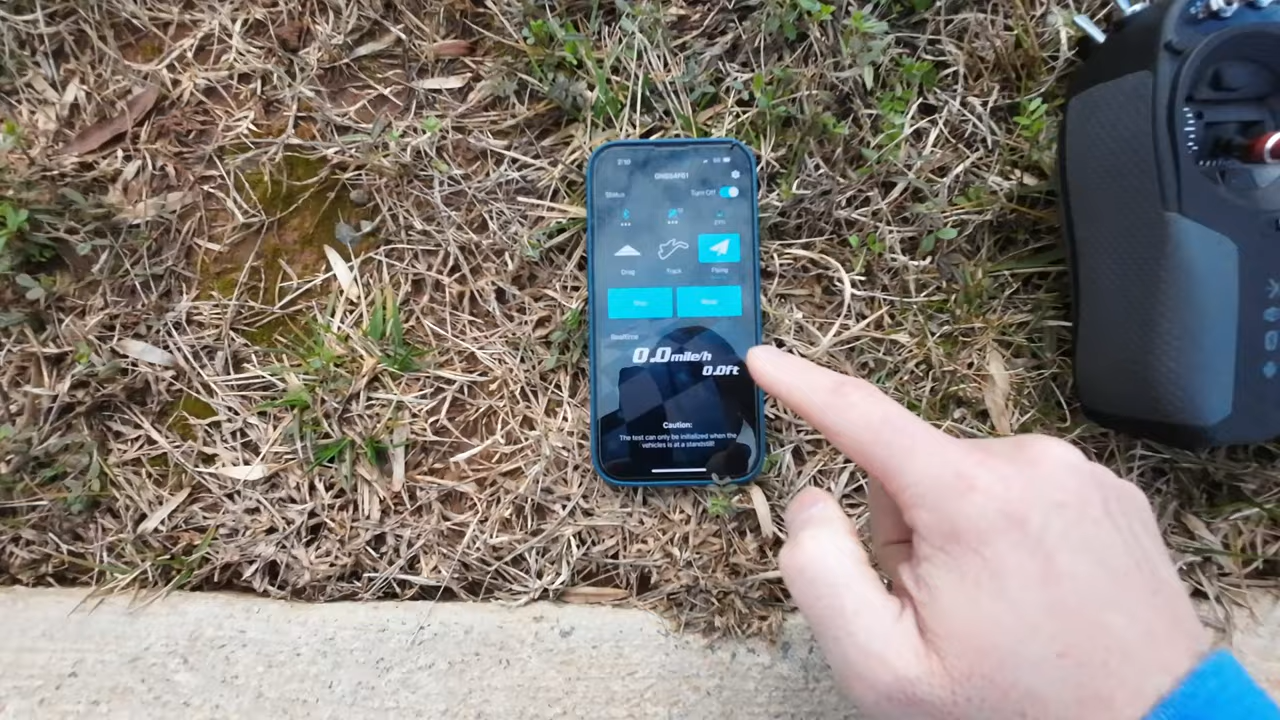 Status
Turn Off
Drag
Track
Flying
Realtime
0.0mile/h
0.0ft
Caution:
The test can only be initialized when the
vehicles is at a standstill!